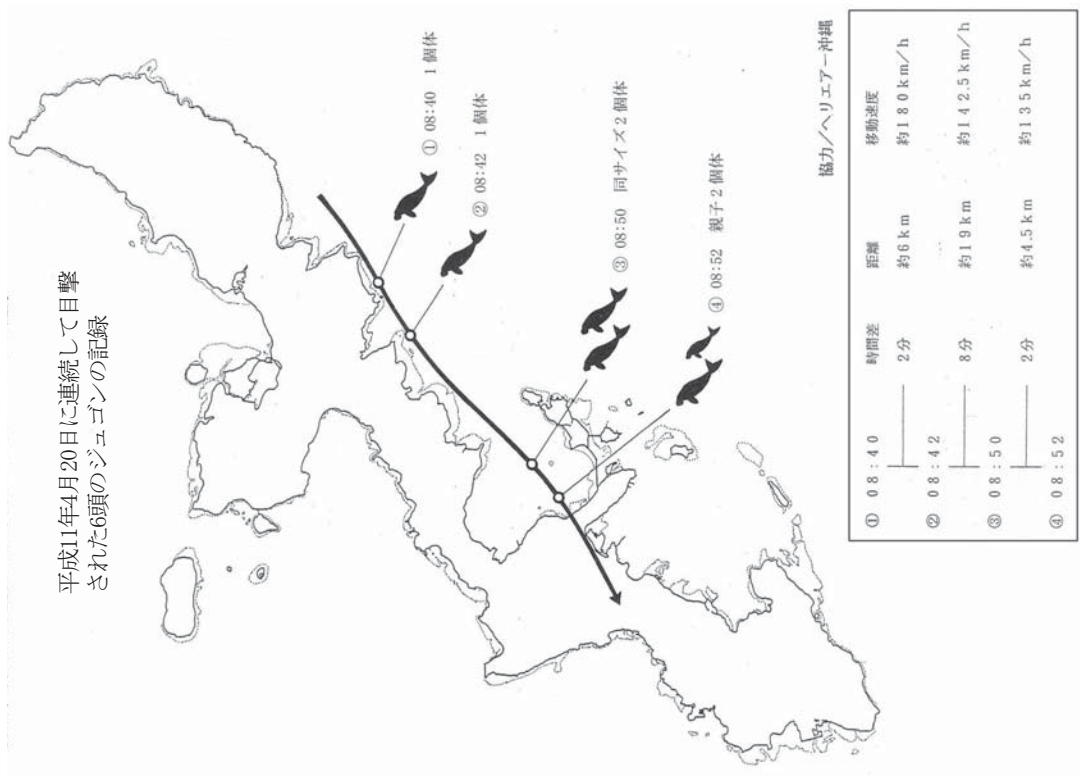 平成11年4月20日に連続して目撃
された6頭のジュゴンの記録
① 08:40 1個体
② 08:42 1個体
③ 08:50 同サイズ2個体
④ 08:52 親子2個体
協力/ヘリエアー沖縄
時間差 距離 移動速度
① 08:40
2分 約6km 約180km/h
② 08:42
8分 約19km 約142.5km/h
③ 08:50
2分 約4.5km 約135km/h
④ 08:52